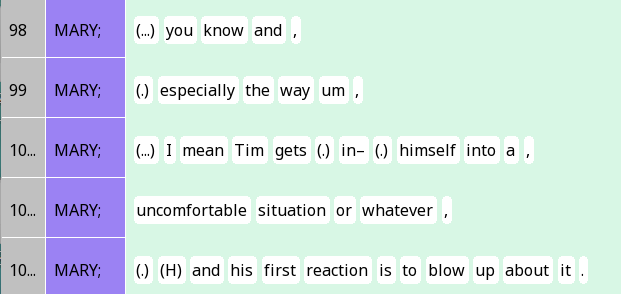 98 MARY; (...) you know and ,
99 MARY; (.) especially the way um ,
10... MARY; (...) I mean Tim gets (.) in– (.) himself into a ,
10... MARY; uncomfortable situation or whatever ,
10... MARY; (.) (H) and his first reaction is to blow up about it .